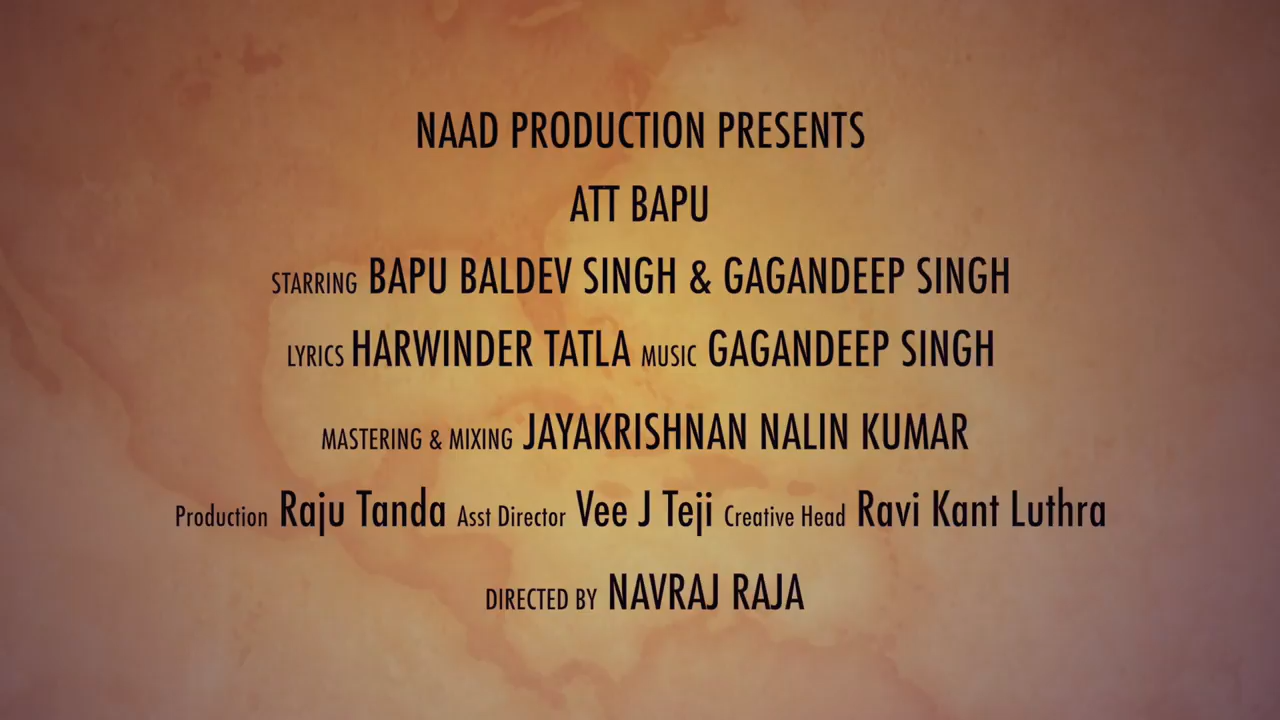 NAAD PRODUCTION PRESENTS
ATT BAPU
STARRING BAPU BALDEV SINGH & GAGANDEEP SINGH
LYRICS HARWINDER TATLA MUSIC GAGANDEEP SINGH
MASTERING & MIXING JAYAKRISHNAN NALIN KUMAR
Production Raju Tanda Asst Director Vee J Teji Creative Head Ravi Kant Luthra
DIRECTED BY NAVRAJ RAJA